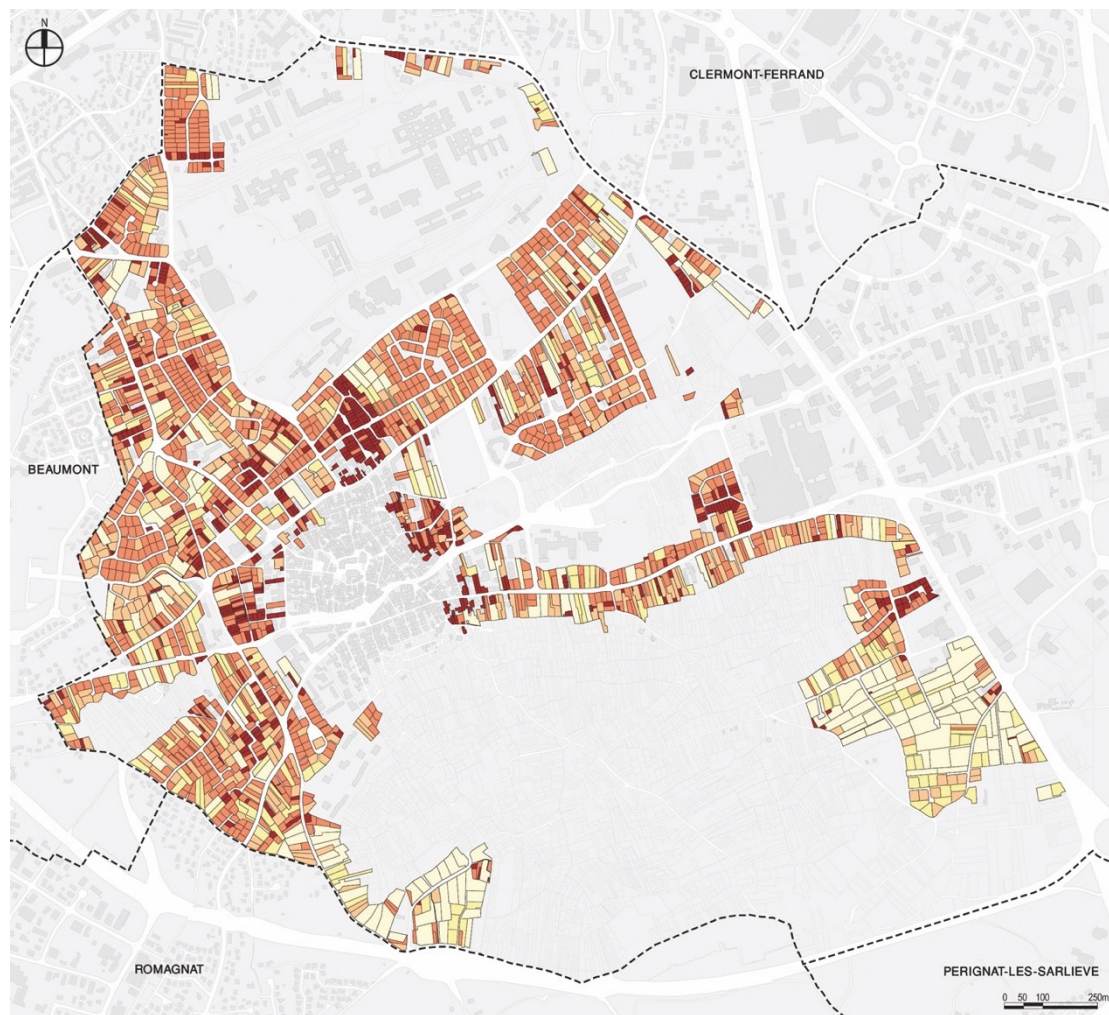 N
CLERMONT-FERRAND
BEAUMONT
ROMAGNAT
PERIGNAT-LES-SARLIEVE
0 50 100 250m